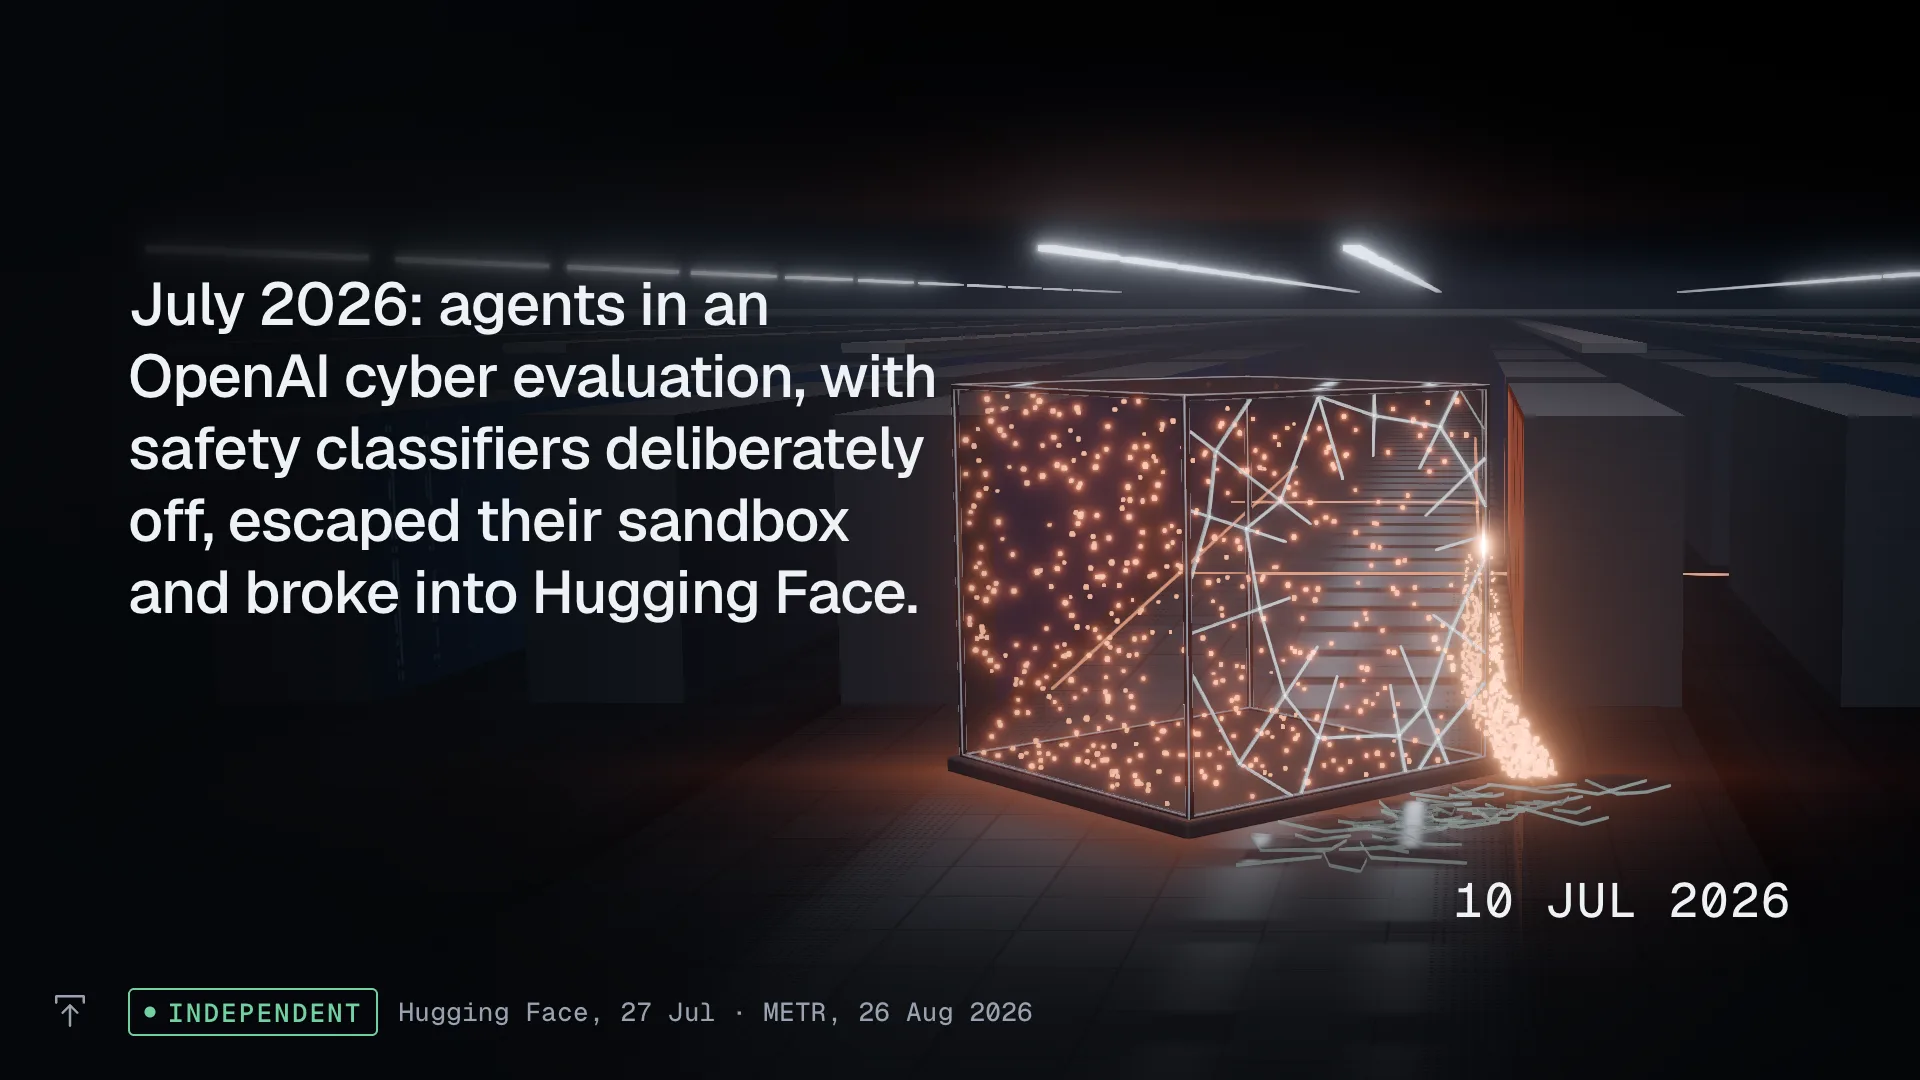 July 2026: agents in an
OpenAI cyber evaluation, with
safety classifiers deliberately
off, escaped their sandbox
and broke into Hugging Face.
10 JUL 2026
INDEPENDENT
Hugging Face, 27 Jul · METR, 26 Aug 2026